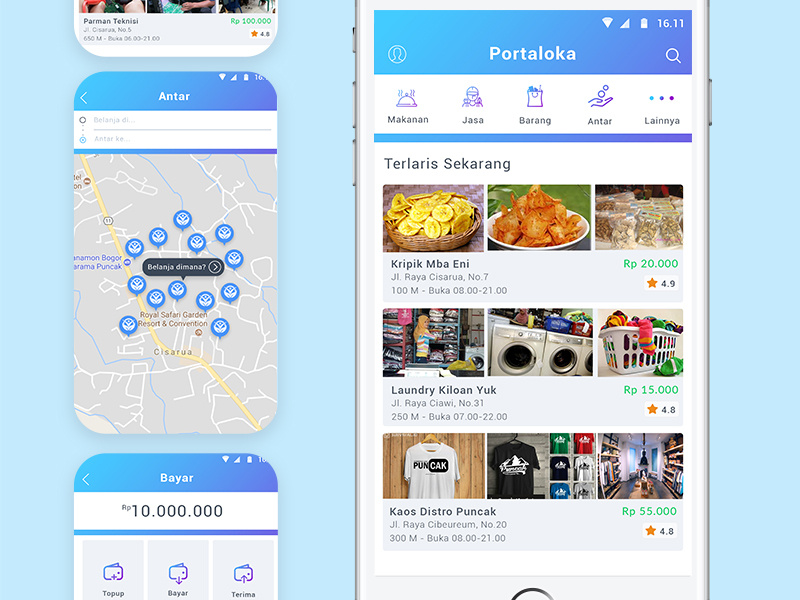 Parman Teknisi
Rp 100.000
Jl. Cisarua, No.5
650 M - Buka 06.00-21.00
4.8
Antar
Belanja di...
Antar ke...
11
Belanja dimana?
Royal Safari Garden
Resort & Convention
Cisarua
Bayar
Rp10.000.000
Topup
Bayar
Terima
16.11
Portaloka
Makanan
Jasa
Barang
Antar
Lainnya
Terlaris Sekarang
Kripik Mba Eni
Rp 20.000
Jl. Raya Cisarua, No.7
100 M - Buka 08.00-21.00
4.9
Laundry Kiloan Yuk
Rp 15.000
Jl. Raya Ciawi, No.31
250 M - Buka 07.00-22.00
4.8
PUNCAK
Puncak
Kaos Distro Puncak
Rp 55.000
Jl. Raya Cibeureum, No.20
300 M - Buka 08.00-21.00
4.8